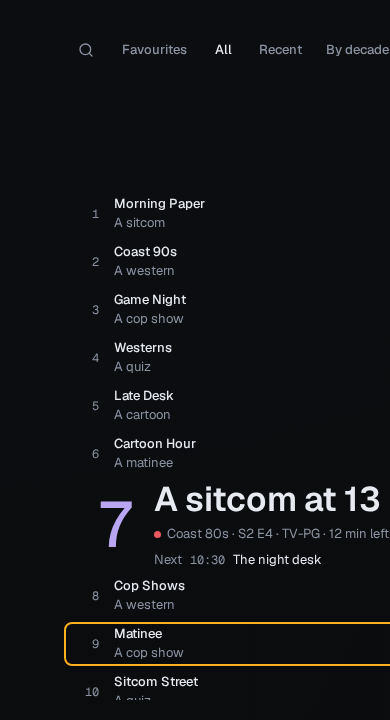 Favourites All Recent By decade
1 Morning Paper
A sitcom
2 Coast 90s
A western
3 Game Night
A cop show
4 Westerns
A quiz
5 Late Desk
A cartoon
6 Cartoon Hour
A matinee
7 A sitcom at 13
Coast 80s · S2 E4 · TV-PG · 12 min left
Next 10:30 The night desk
8 Cop Shows
A western
9 Matinee
A cop show
10 Sitcom Street
A quiz